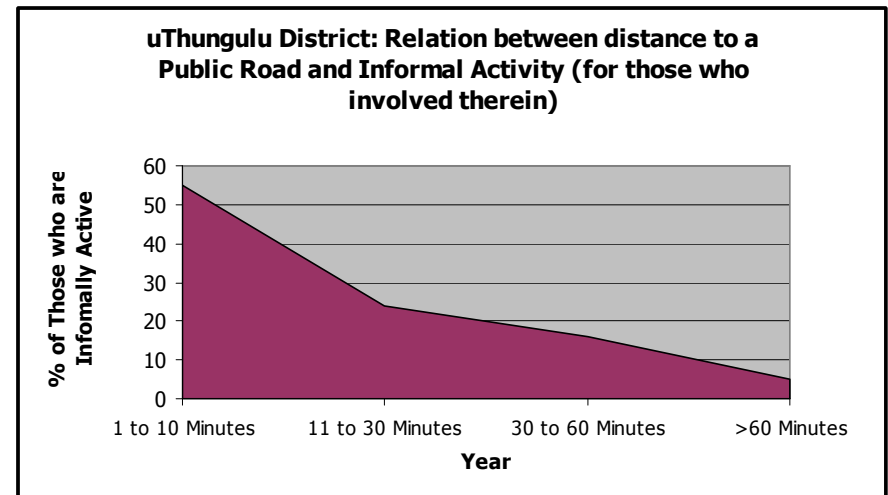 uThungulu District: Relation between distance to a
Public Road and Informal Activity (for those who
involved therein)
% of Those who are
Infomally Active
60
50
40
30
20
10
0
1 to 10 Minutes 11 to 30 Minutes 30 to 60 Minutes >60 Minutes
Year